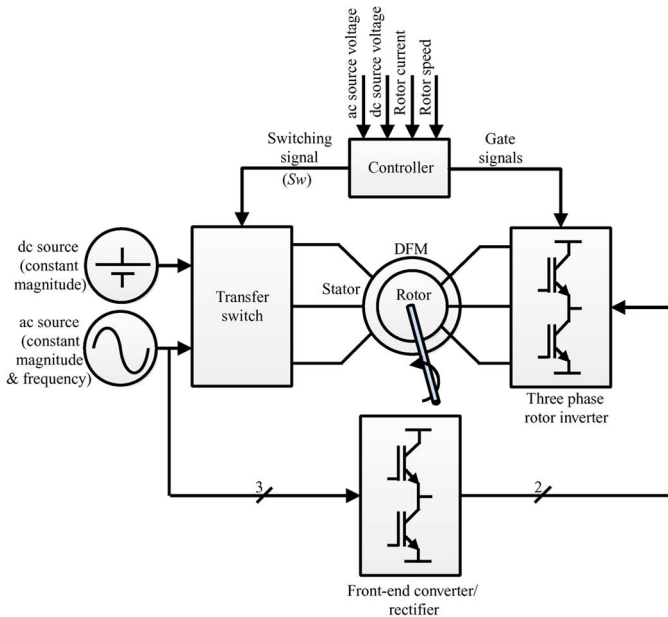 ac source voltage
dc source voltage
Rotor current
Rotor speed
Switching
signal
(Sw)
Controller
Gate
signals
dc source
(constant
magnitude)
ac source
(constant
magnitude
& frequency)
Transfer
switch
Stator
DFM
Rotor
Three phase
rotor inverter
3
2
Front-end converter/
rectifier